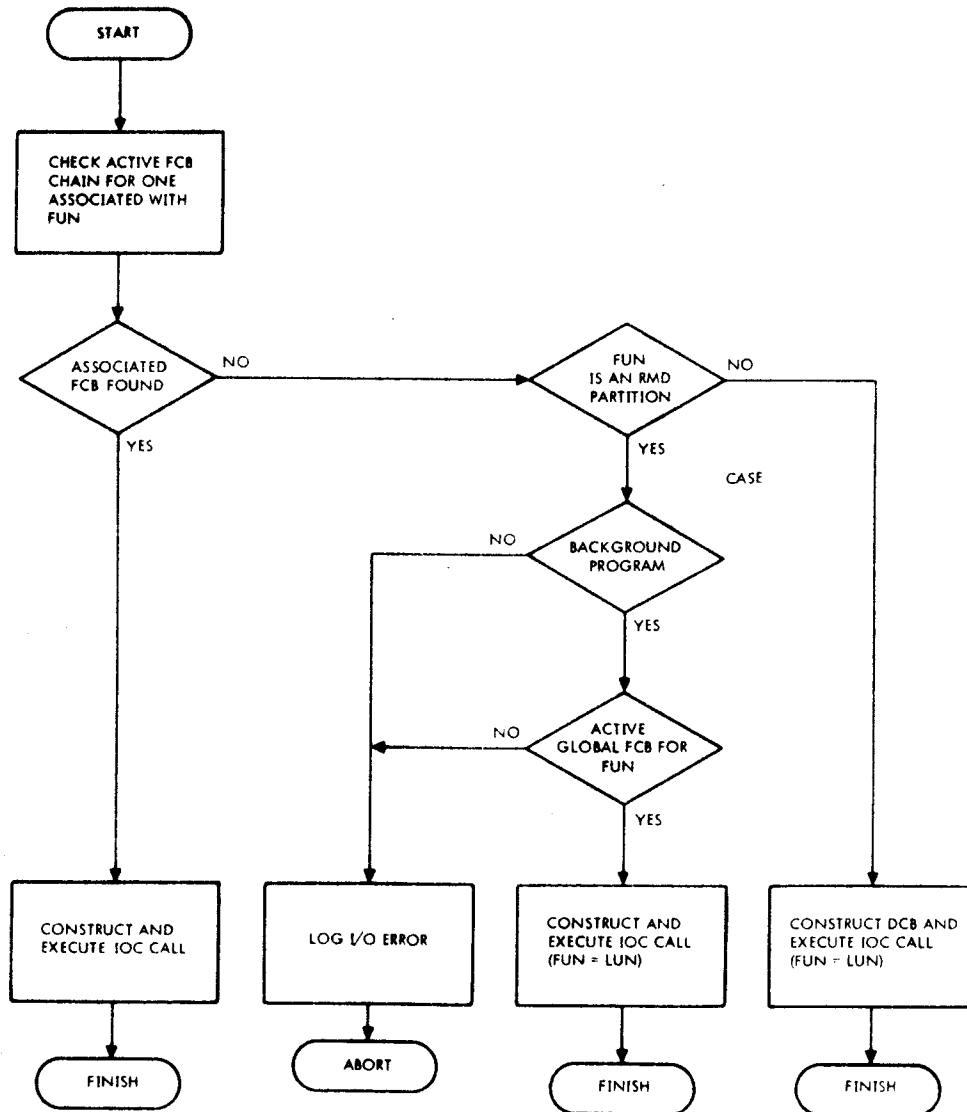 START
CHECK ACTIVE FCB
CHAIN FOR ONE
ASSOCIATED WITH
FUN
ASSOCIATED
FCB FOUND
NO
YES
FUN
IS AN RMD
PARTITION
NO
YES
CASE
BACKGROUND
PROGRAM
NO
YES
ACTIVE
GLOBAL FCB FOR
FUN
NO
YES
CONSTRUCT AND
EXECUTE IOC CALL
LOG I/O ERROR
CONSTRUCT AND
EXECUTE IOC CALL
(FUN = LUN)
CONSTRUCT DCB AND
EXECUTE IOC CALL
(FUN = LUN)
FINISH
ABORT
FINISH
FINISH